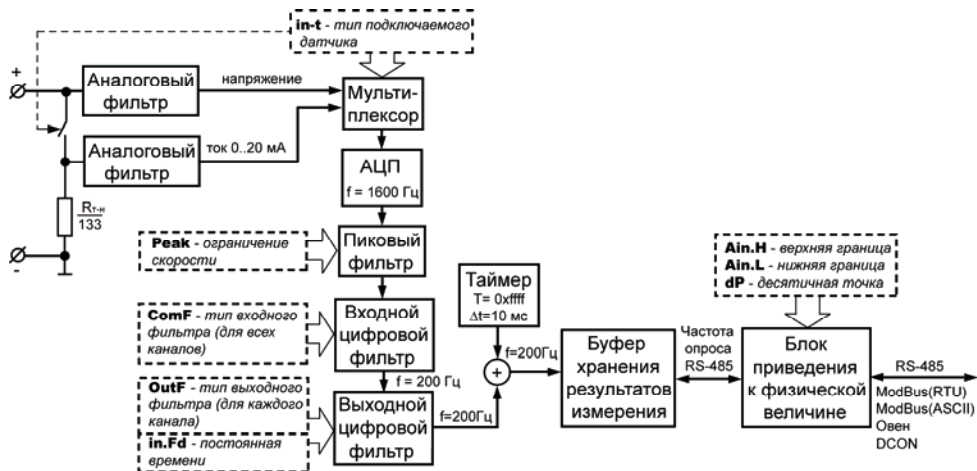 in-t - тип подключаемого
датчика
+
Аналоговый
фильтр
напряжение
Мульти-
плексор
Аналоговый
фильтр
ток 0..20 мА
АЦП
f = 1600 Гц
Rт-н
133
-
Peak - ограничение
скорости
Пиковый
фильтр
ComF - тип входного
фильтра (для всех
каналов)
Входной
цифровой
фильтр
f = 200 Гц
OutF - тип выходного
фильтра (для каждого
канала)
in.Fd - постоянная
времени
Выходной
цифровой
фильтр
f=200Гц
Таймер
T= 0xffff
Δt=10 мс
+
f=200Гц
Буфер
хранения
результатов
измерения
Частота
опроса
RS-485
Ain.H - верхняя граница
Ain.L - нижняя граница
dP - десятичная точка
Блок
приведения
к физической
величине
RS-485
ModBus(RTU)
ModBus(ASCII)
Овен
DCON